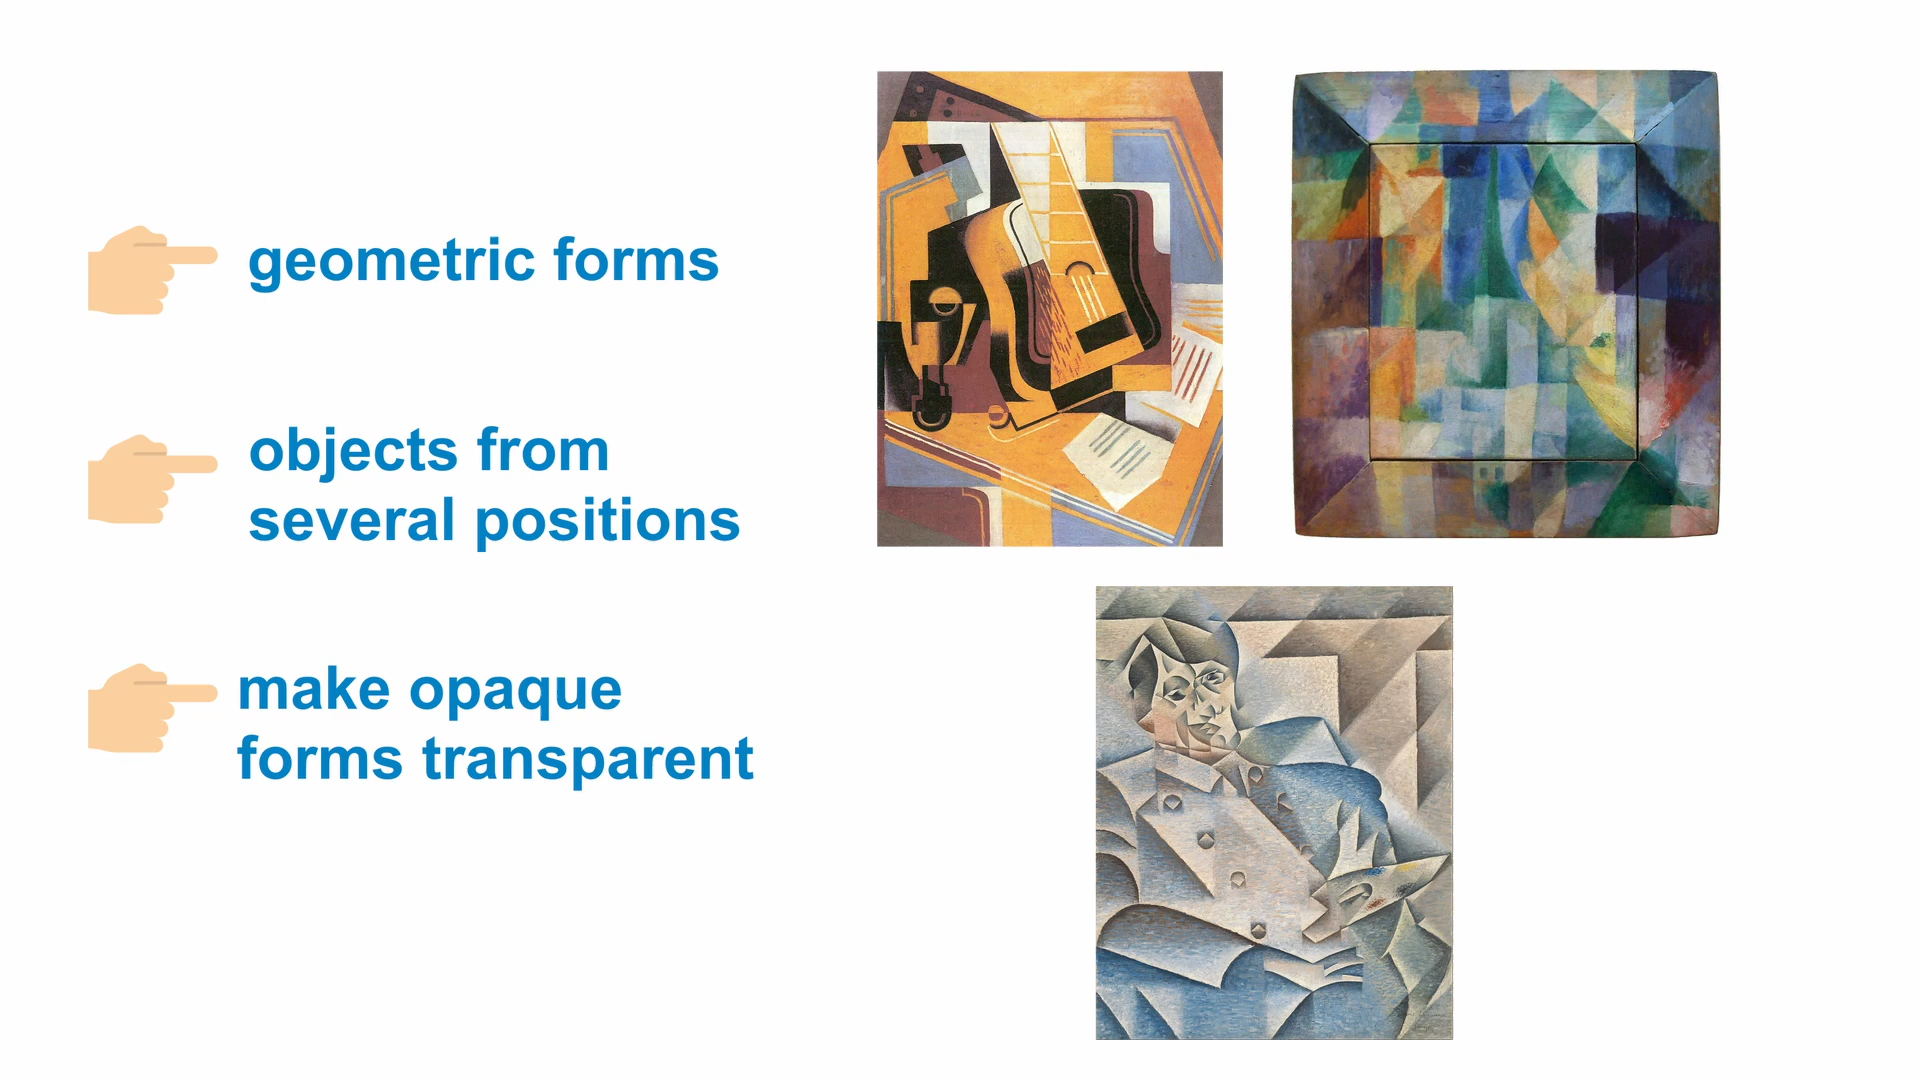 geometric forms
objects from
several positions
make opaque
forms transparent